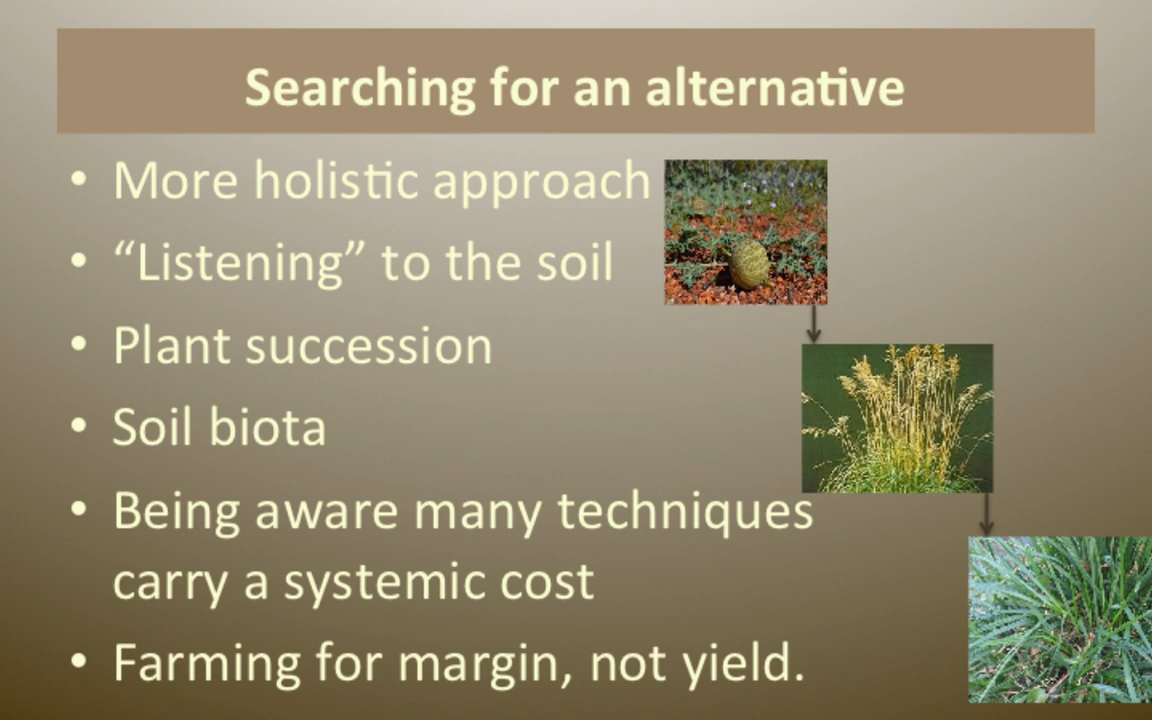 Searching for an alternative
• More holistic approach
• “Listening” to the soil
• Plant succession
• Soil biota
• Being aware many techniques
carry a systemic cost
• Farming for margin, not yield.